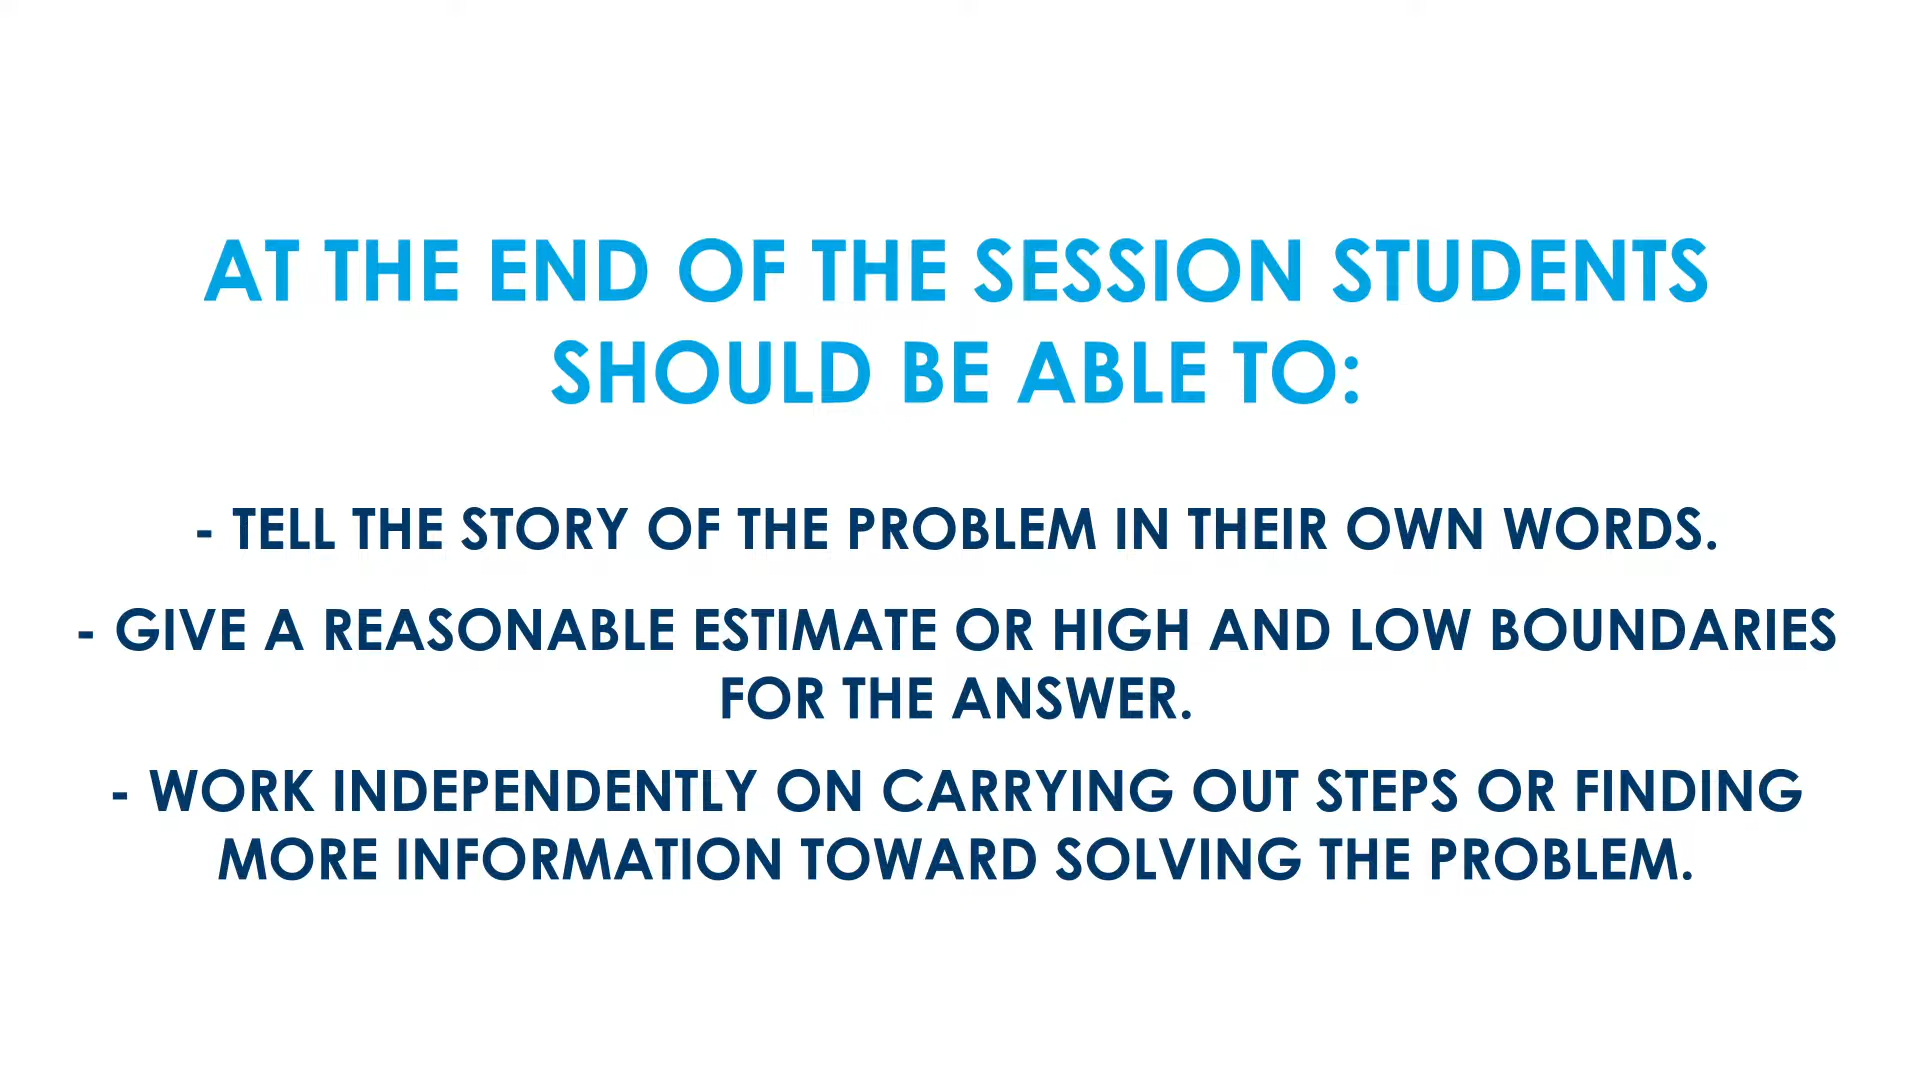 AT THE END OF THE SESSION STUDENTS
SHOULD BE ABLE TO:
- TELL THE STORY OF THE PROBLEM IN THEIR OWN WORDS.
- GIVE A REASONABLE ESTIMATE OR HIGH AND LOW BOUNDARIES
FOR THE ANSWER.
- WORK INDEPENDENTLY ON CARRYING OUT STEPS OR FINDING
MORE INFORMATION TOWARD SOLVING THE PROBLEM.